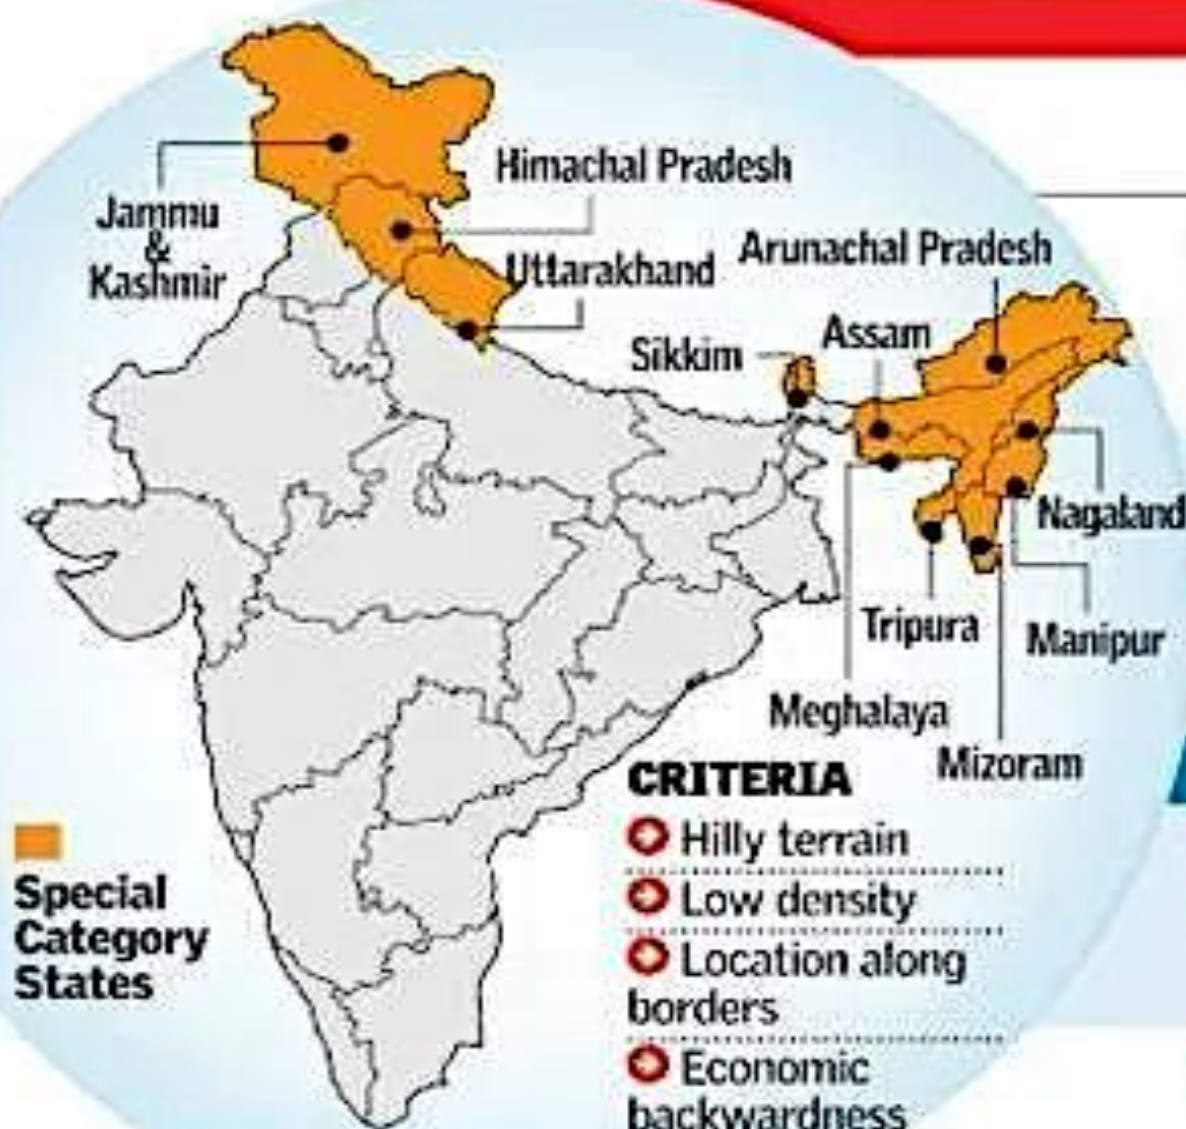 Himachal Pradesh
Jammu
&
Kashmir
Uttarakhand
Arunachal Pradesh
Assam
Sikkim
Nagaland
Tripura
Manipur
Meghalaya
Mizoram
CRITERIA
Hilly terrain
Low density
Location along
borders
Economic
backwardness
Special
Category
States